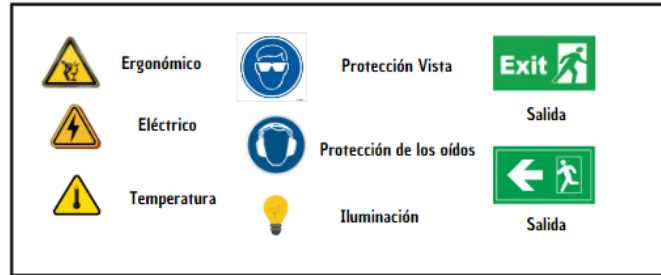 Ergonómico
Protección Vista
Exit
Salida
Eléctrico
Protección de los oídos
Temperatura
Iluminación
Salida